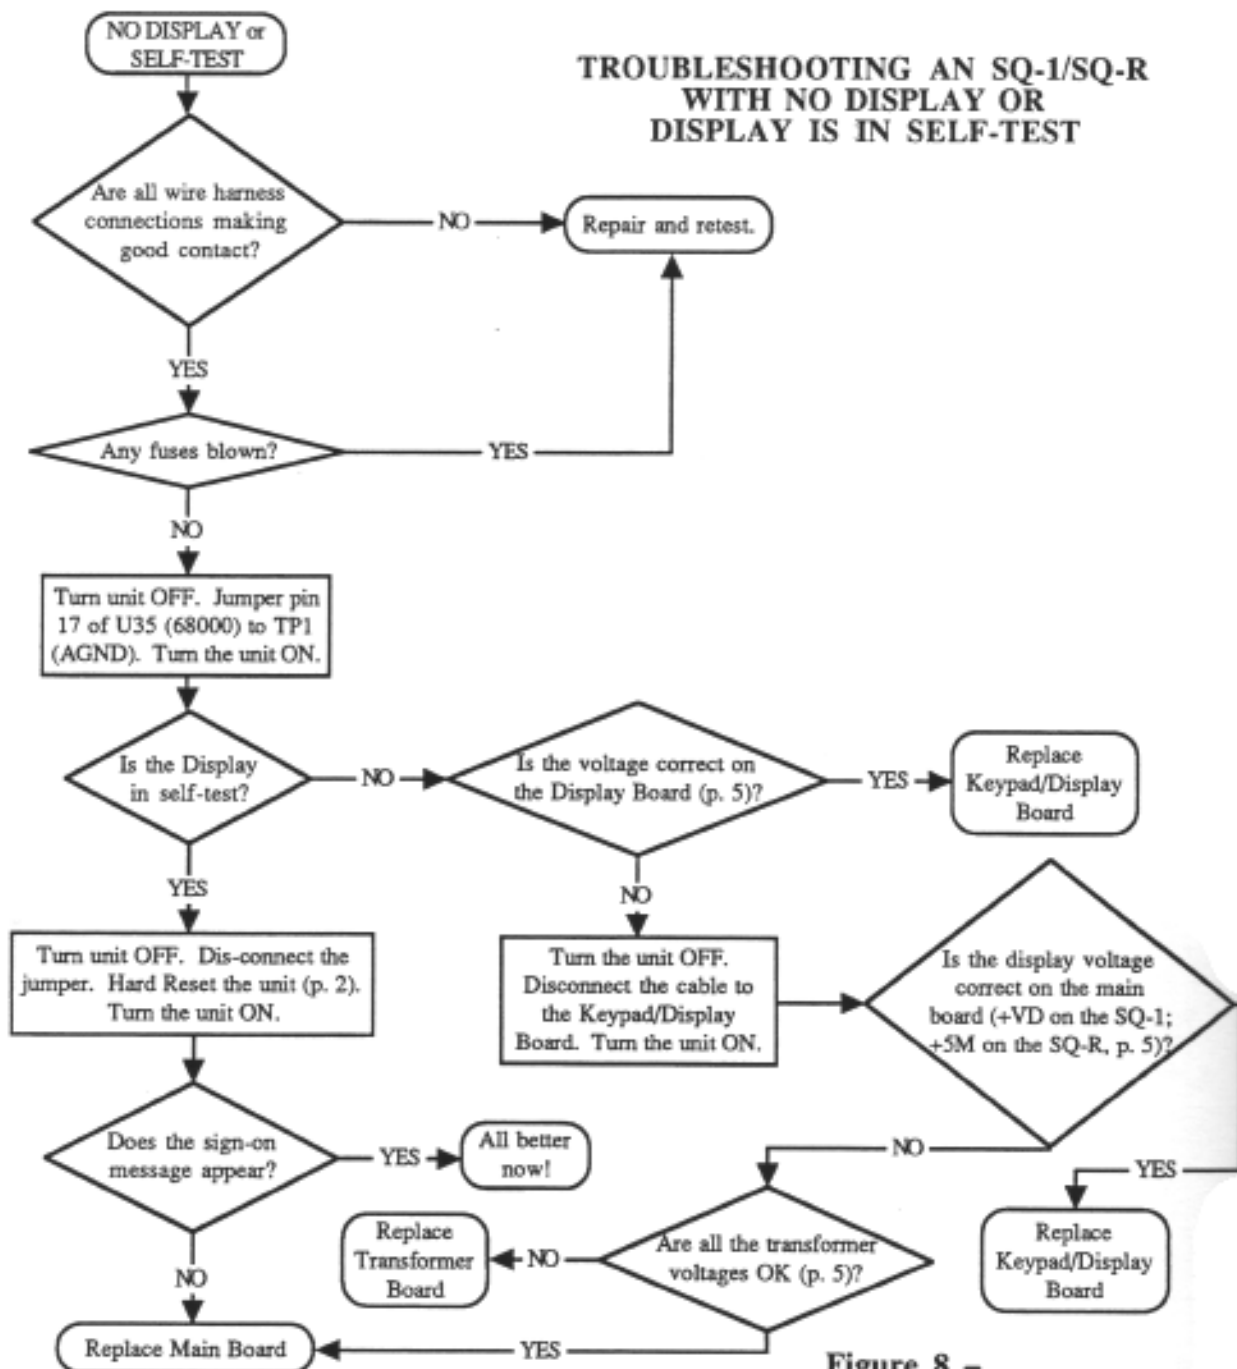 NO DISPLAY or
SELF-TEST
TROUBLESHOOTING AN SQ-1/SQ-R
WITH NO DISPLAY OR
DISPLAY IS IN SELF-TEST
Are all wire harness
connections making
good contact?
NO
Repair and retest.
YES
Any fuses blown?
YES
NO
Turn unit OFF. Jumper pin
17 of U35 (68000) to TP1
(AGND). Turn the unit ON.
Is the Display
in self-test?
NO
Is the voltage correct on
the Display Board (p. 5)?
YES
Replace
Keypad/Display
Board
YES
NO
Turn unit OFF. Dis-connect the
jumper. Hard Reset the unit (p. 2).
Turn the unit ON.
Turn the unit OFF.
Disconnect the cable to
the Keypad/Display
Board. Turn the unit ON.
Is the display voltage
correct on the main
board (+VD on the SQ-1;
+5M on the SQ-R, p. 5)?
Does the sign-on
message appear?
YES
All better
now!
NO
YES
Replace
Transformer
Board
NO
Are all the transformer
voltages OK (p. 5)?
Replace
Keypad/Display
Board
NO
Replace Main Board
YES
Figure 8 –